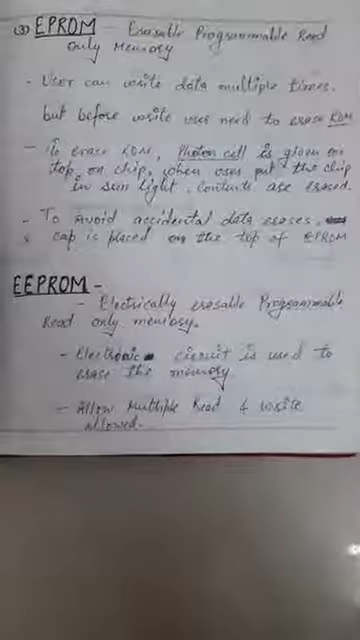 (3) EPROM - Erasable Programmable Read
Only Memory
- User can write data multiple times.
but before write user need to erase ROM
- To erase ROM, Photon cell is given on
top on chip, when user put the chip
in sun light, contents are erased.
- To Avoid accidental data erases,
cap is placed on the top of EPROM
EEPROM -
- Electrically erasable Programmable
Read only memory.
- Electronic circuit is used to
erase the memory
- Allow Multiple Read & write
allowed.